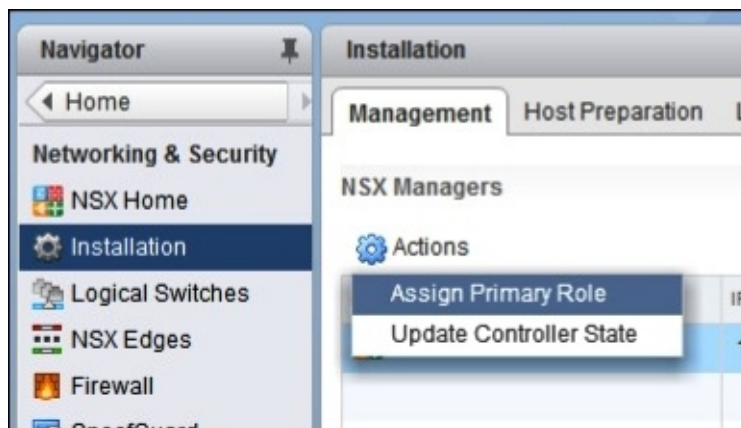 Navigator
Installation
Home
Management
Host Preparation
Networking & Security
NSX Managers
NSX Home
Installation
Actions
Logical Switches
Assign Primary Role
NSX Edges
Update Controller State
Firewall